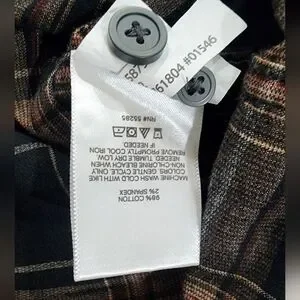 98% COTTON
2% SPANDEX
MACHINE WASH COLD WITH LIKE
COLORS, GENTLE CYCLE, ONLY
NON-CHLORINE BLEACH WHEN
NEEDED, TUMBLE DRY LOW,
REMOVE PROMPTLY, COOL IRON
IF NEEDED
RN# 55285
61804 #01546